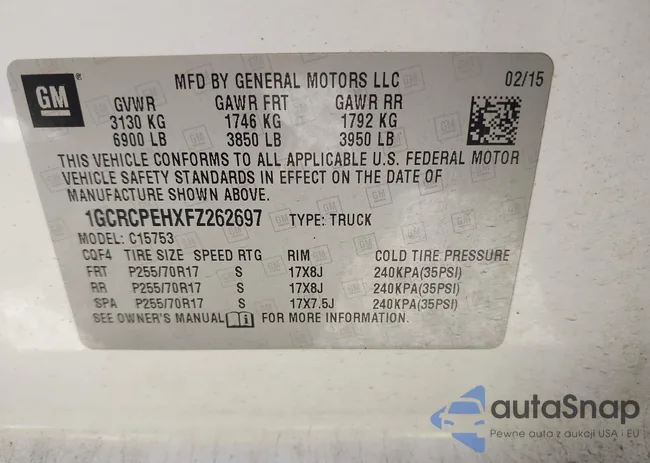 GM
®
MFD BY GENERAL MOTORS LLC 02/15
GVWR GAWR FRT GAWR RR
3130 KG 1746 KG 1792 KG
6900 LB 3850 LB 3950 LB
THIS VEHICLE CONFORMS TO ALL APPLICABLE U.S. FEDERAL MOTOR
VEHICLE SAFETY STANDARDS IN EFFECT ON THE DATE OF
MANUFACTURE SHOWN ABOVE.
1GCRCPEHXFZ262697 TYPE: TRUCK
MODEL: C15753
CQF4 TIRE SIZE SPEED RTG RIM COLD TIRE PRESSURE
FRT P255/70R17 S 17X8J 240KPA(35PSI)
RR P255/70R17 S 17X8J 240KPA(35PSI)
SPA P255/70R17 S 17X7.5J 240KPA(35PSI)
SEE OWNER'S MANUAL FOR MORE INFORMATION.
autoSnap
Pewne auta z aukcji USA i EU